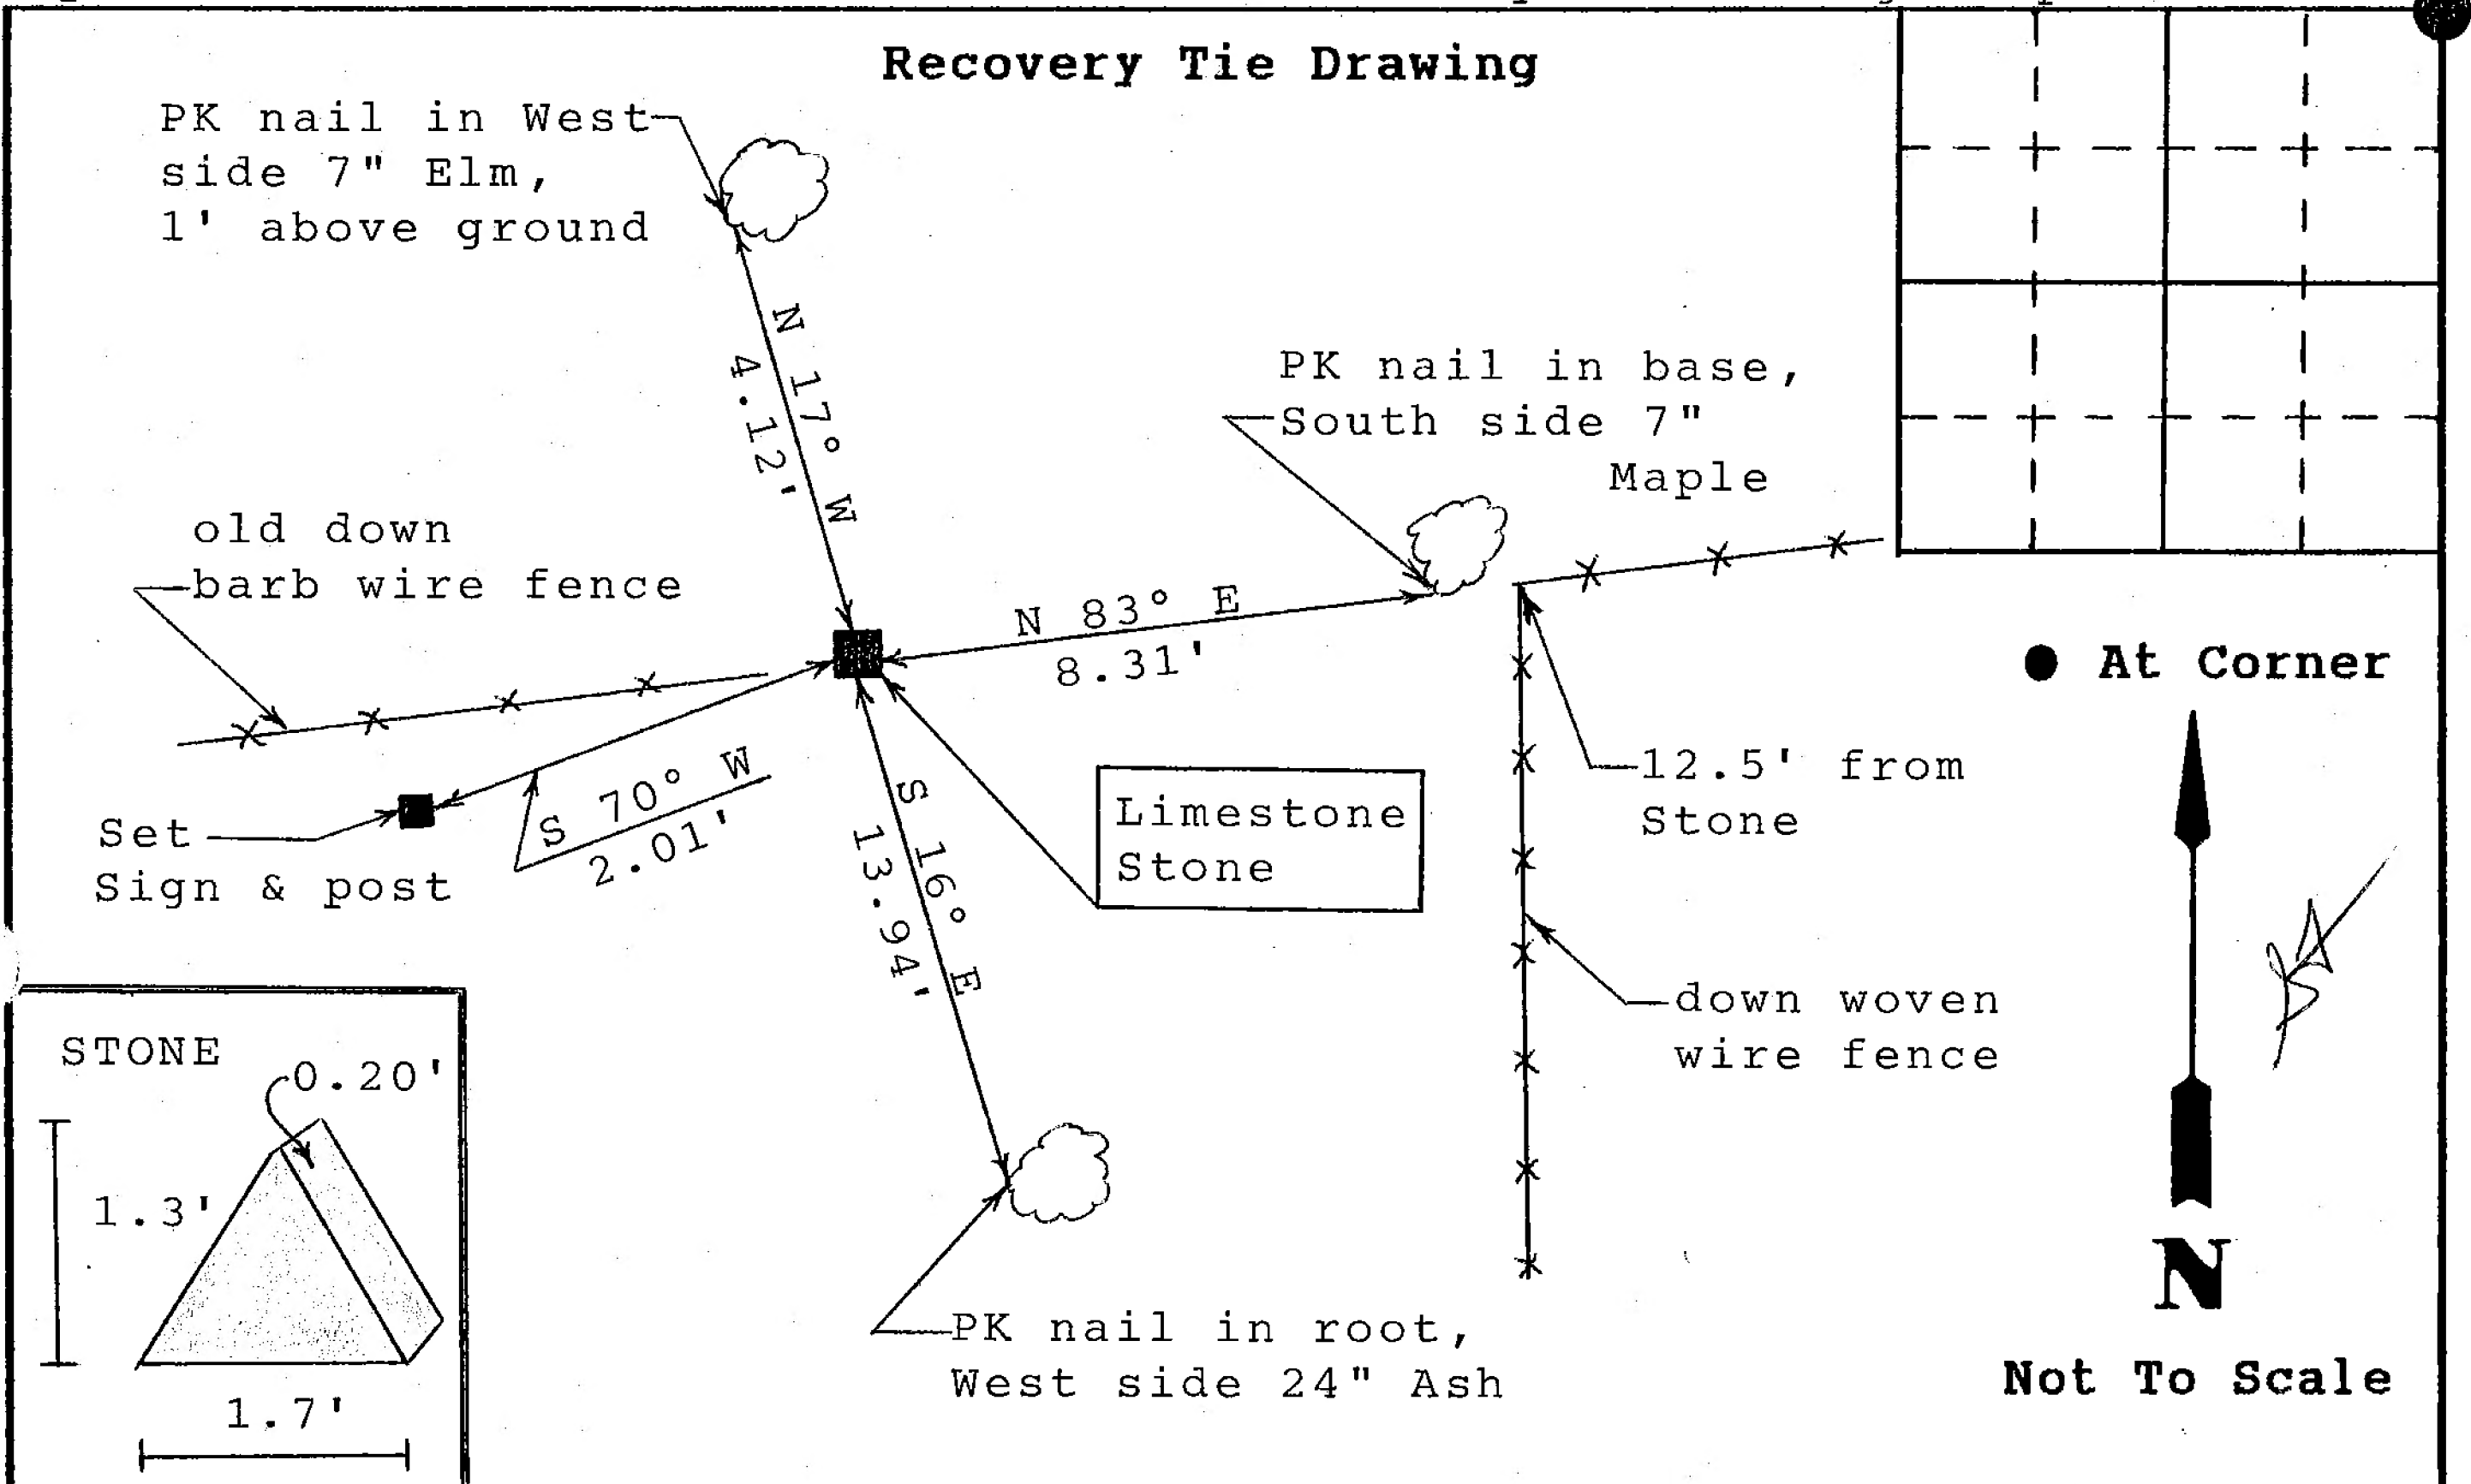 Recovery Tie Drawing
PK nail in West
side 7" Elm,
1' above ground
N 17° W
4.12'
PK nail in base,
South side 7"
Maple
old down
barb wire fence
N 83° E
8.31'
At Corner
12.5' from
Stone
Limestone
Stone
S 70° W
2.01'
Set
Sign & post
S 16° E
13.94'
down woven
wire fence
STONE
0.20'
1.3'
1.7'
PK nail in root,
West side 24" Ash
N
Not To Scale